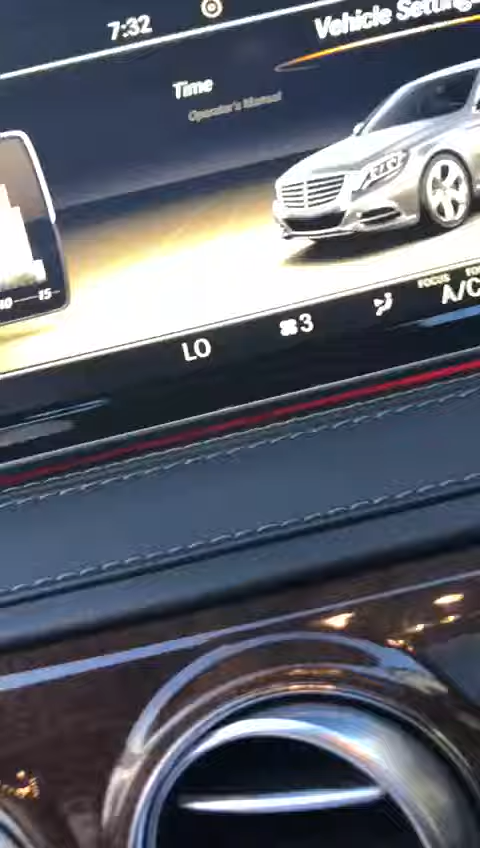 7:32
Vehicle Settings
Time
Operator's Manual
15
LO
3
FOCUS
A/C